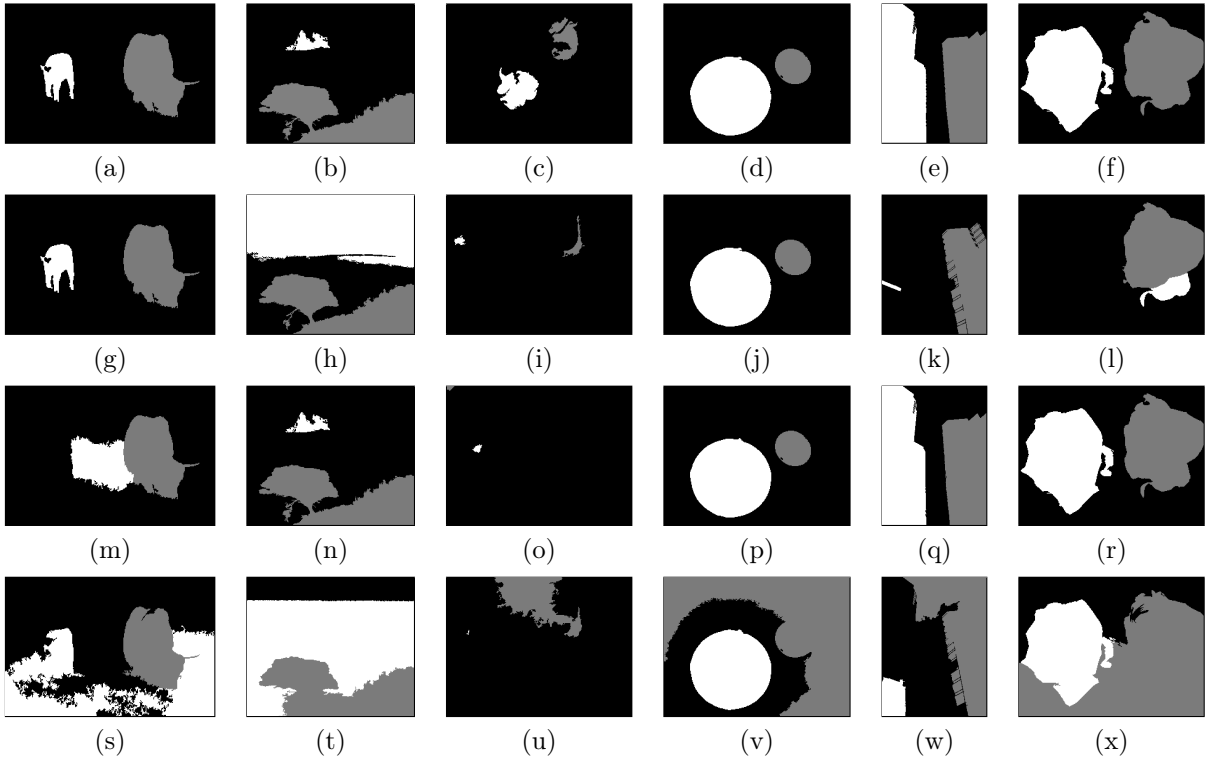 (a) (b) (c) (d) (e) (f)
(g) (h) (i) (j) (k) (l)
(m) (n) (o) (p) (q) (r)
(s) (t) (u) (v) (w) (x)